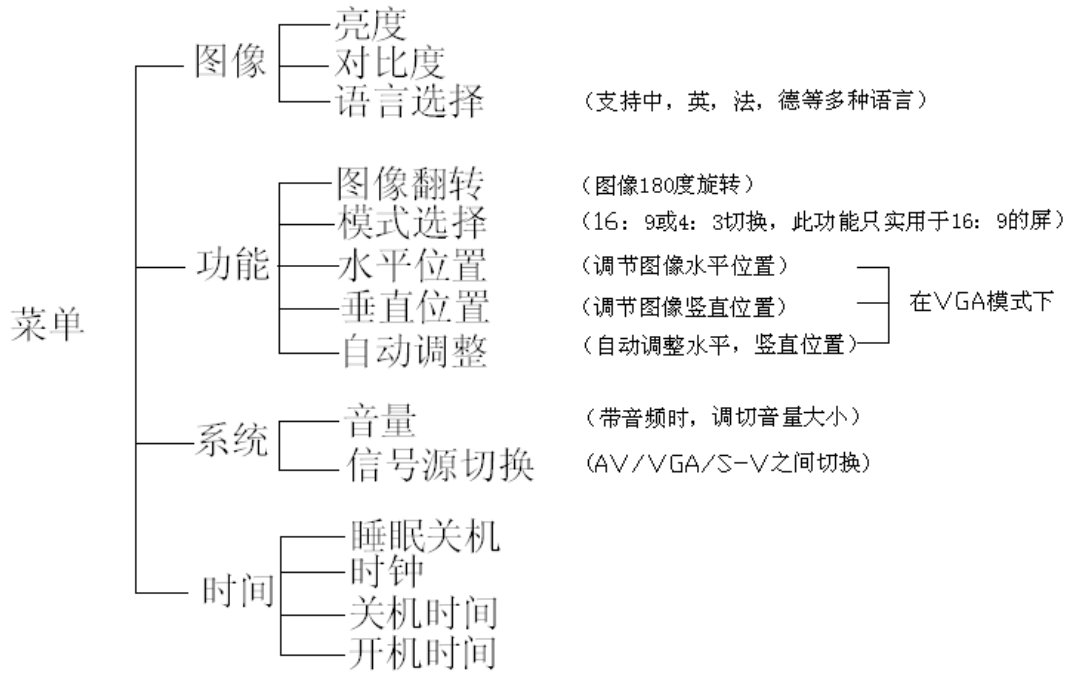 亮度
图像
对比度
语言选择 (支持中，英，法，德等多种语言)
图像翻转 (图像180度旋转)
模式选择 (16：9或4：3切换，此功能只实用于16：9的屏)
功能
水平位置 (调节图像水平位置)
菜单
垂直位置 (调节图像竖直位置) 在VGA模式下
自动调整 (自动调整水平，竖直位置)
音量 (带音频时，调切音量大小)
系统
信号源切换 (AV/VGA/S-V之间切换)
睡眠关机
时钟
时间
关机时间
开机时间